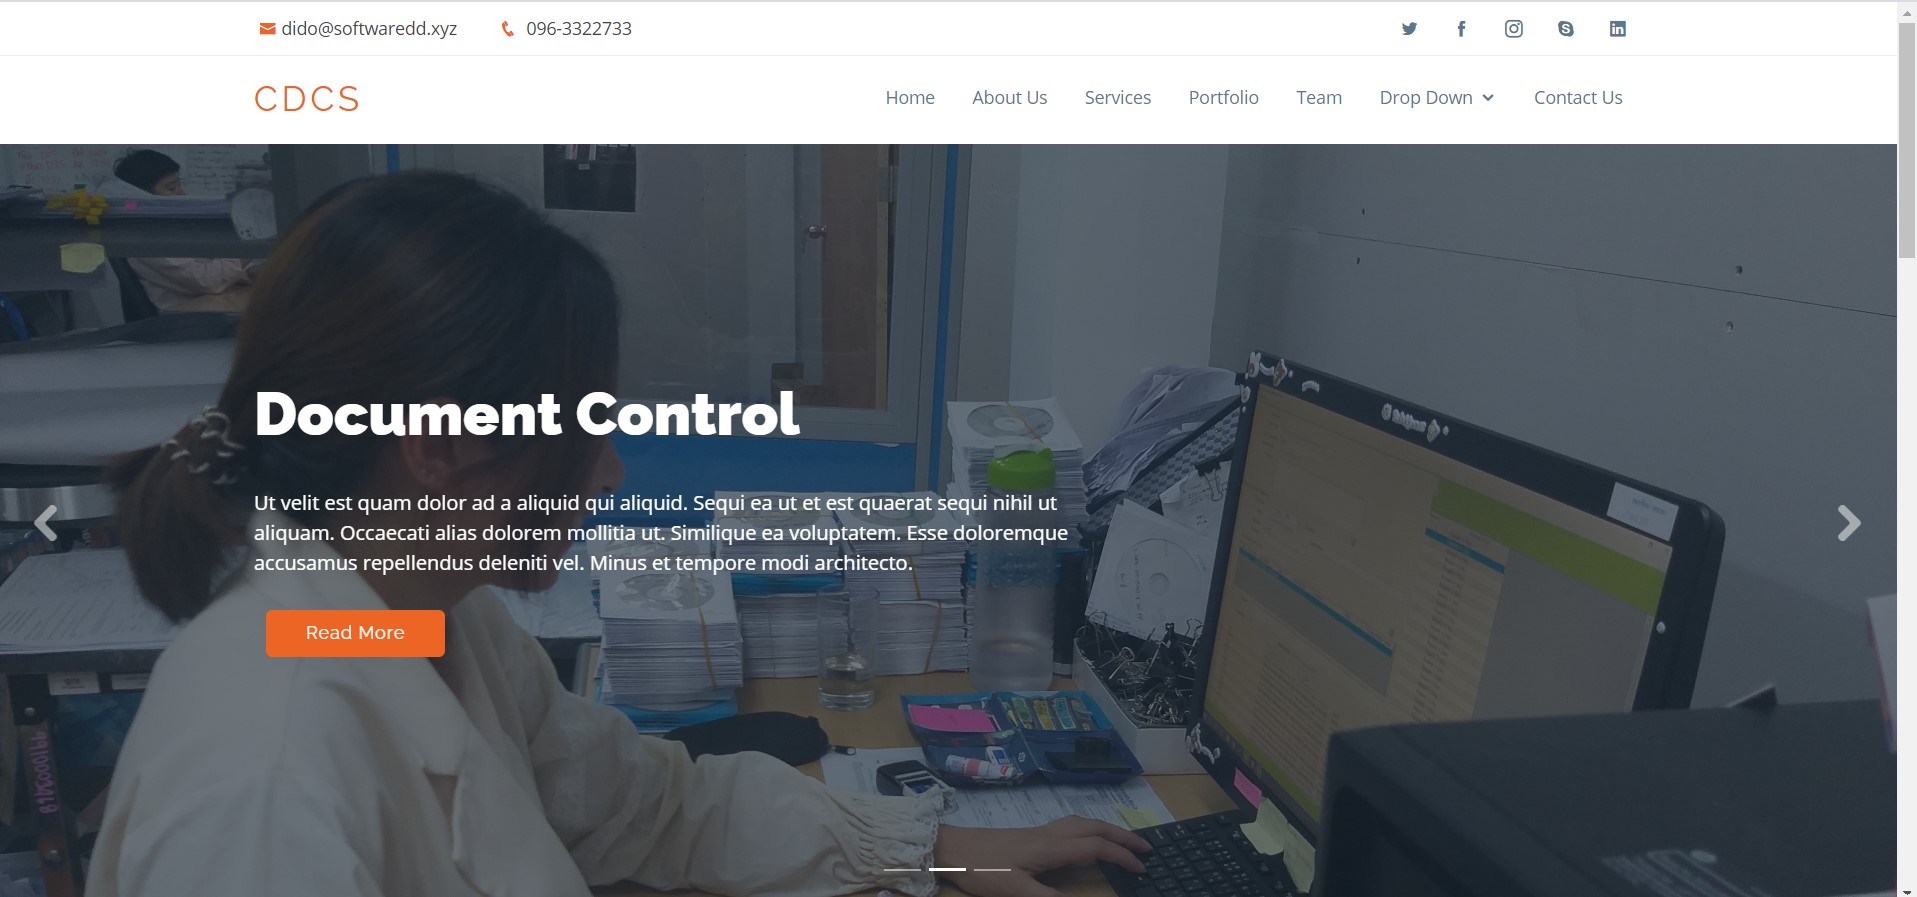 dido@softwaredd.xyz 096-3322733
CDCS
Home About Us Services Portfolio Team Drop Down Contact Us
Document Control
Ut velit est quam dolor ad a aliquid qui aliquid. Sequi ea ut et est quaerat sequi nihil ut
aliquam. Occaecati alias dolorem mollitia ut. Similique ea voluptatem. Esse doloremque
accusamus repellendus deleniti vel. Minus et tempore modi architecto.
Read More